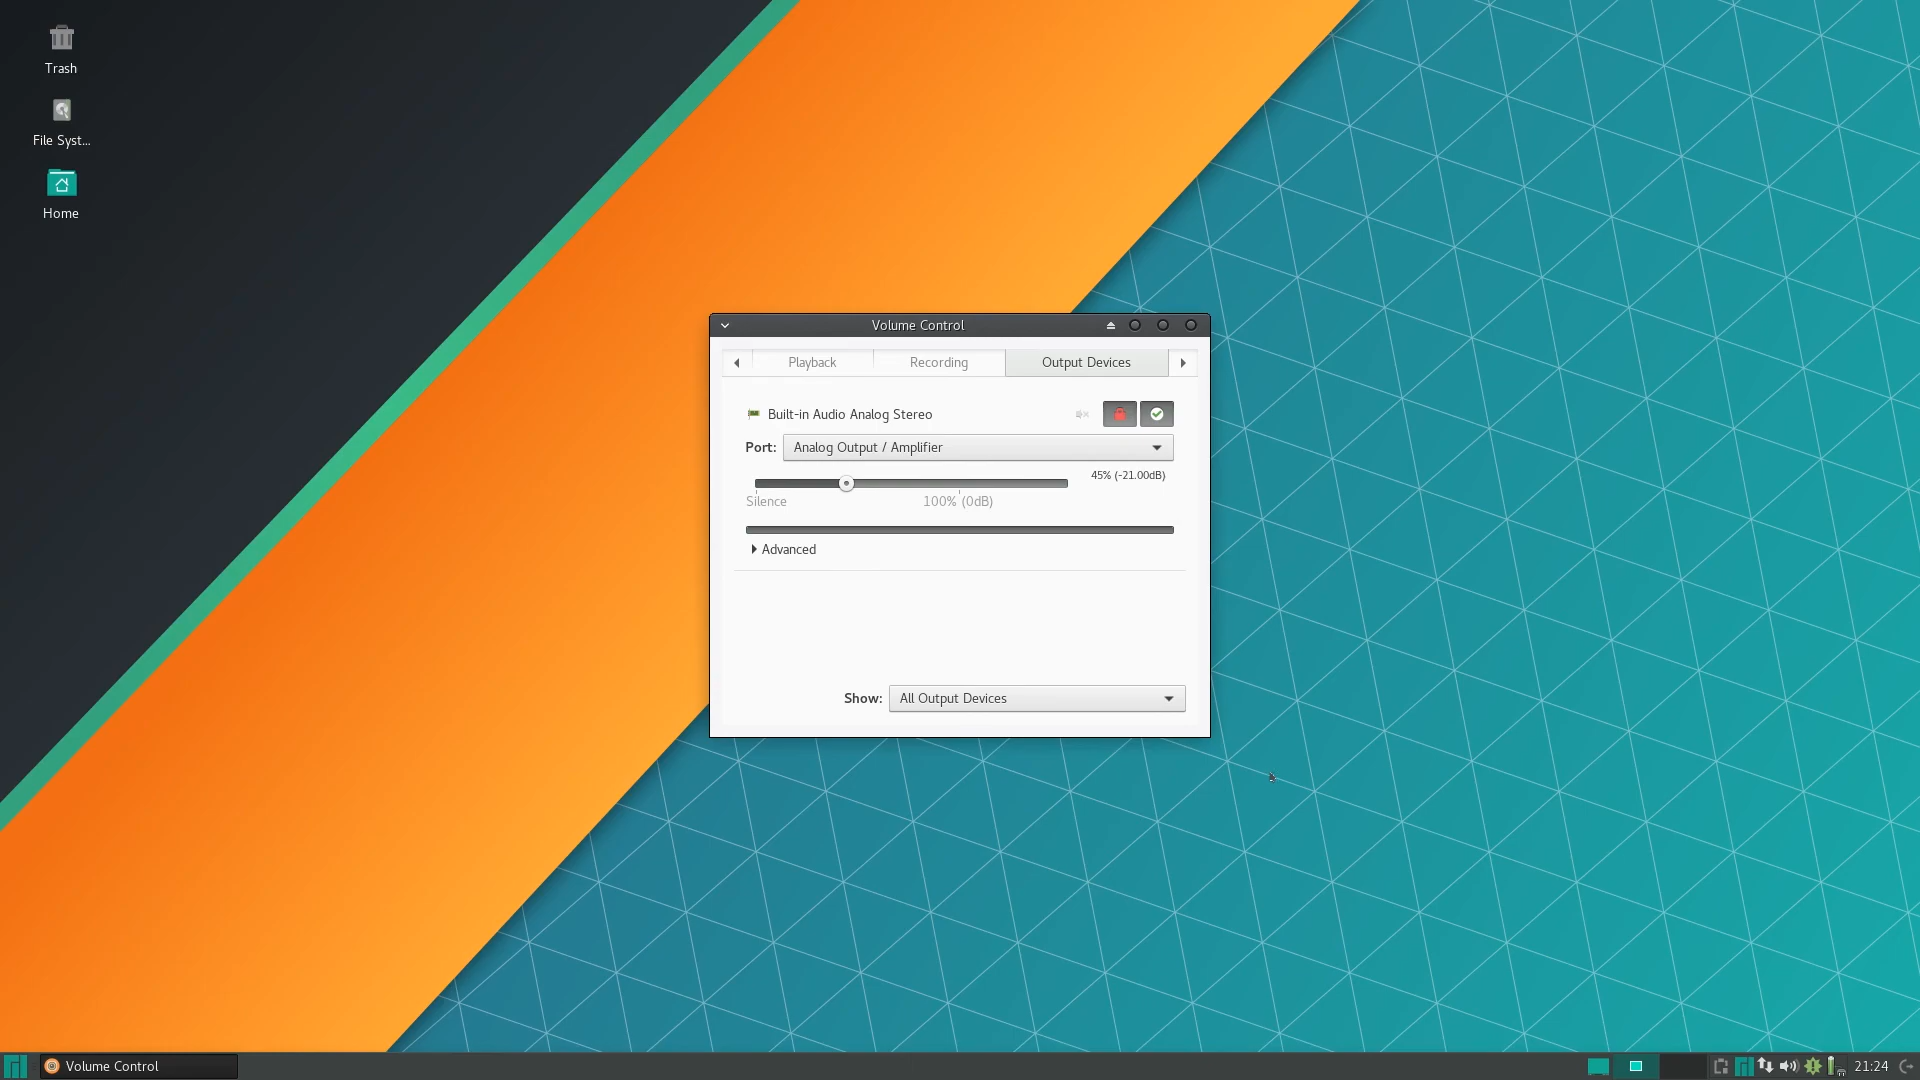 Trash
File Syst...
Home
Volume Control
Playback
Recording
Output Devices
Built-in Audio Analog Stereo
Port:
Analog Output / Amplifier
45% (-21.00dB)
Silence
100% (0dB)
Advanced
Show:
All Output Devices
Volume Control
21:24